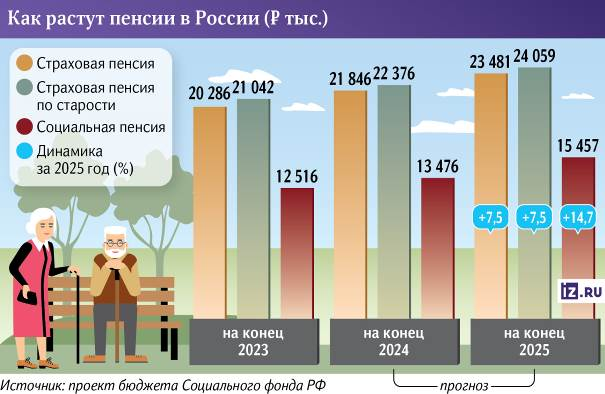 Как растут пенсии в России (₽ тыс.)
Страховая пенсия
Страховая пенсия
по старости
Социальная пенсия
Динамика
за 2025 год (%)
20 286
21 042
12 516
21 846
22 376
13 476
23 481
24 059
15 457
+7,5
+7,5
+14,7
IZ.RU
на конец
2023
на конец
2024
на конец
2025
прогноз
Источник: проект бюджета Социального фонда РФ